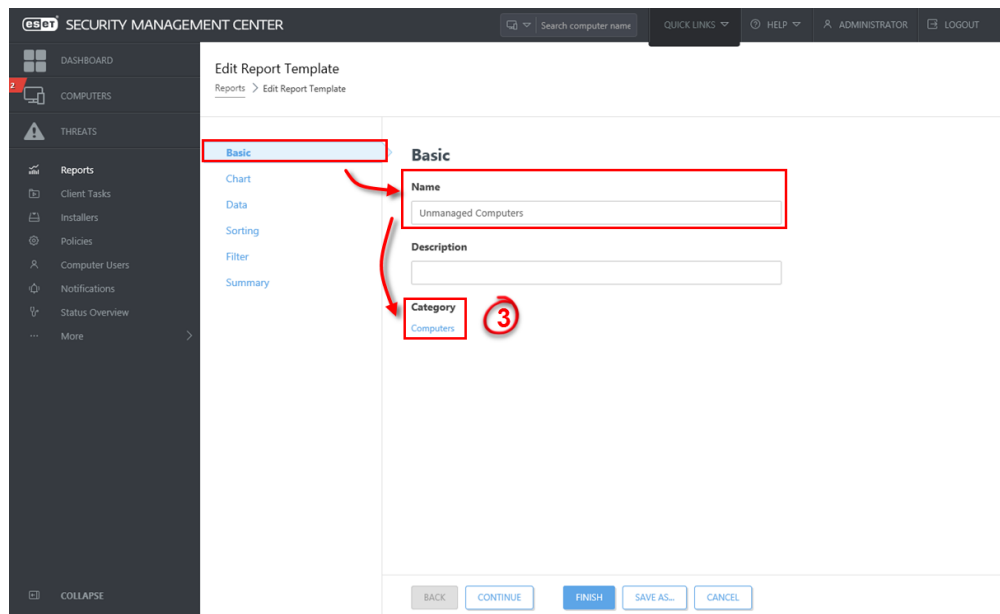 eset SECURITY MANAGEMENT CENTER
Search computer name
QUICK LINKS
HELP
ADMINISTRATOR
LOGOUT
DASHBOARD
2
COMPUTERS
THREATS
Reports
Client Tasks
Installers
Policies
Computer Users
Notifications
Status Overview
... More
COLLAPSE
Edit Report Template
Reports > Edit Report Template
Basic
Chart
Data
Sorting
Filter
Summary
Basic
Name
Unmanaged Computers
Description
Category
Computers
3
BACK
CONTINUE
FINISH
SAVE AS...
CANCEL